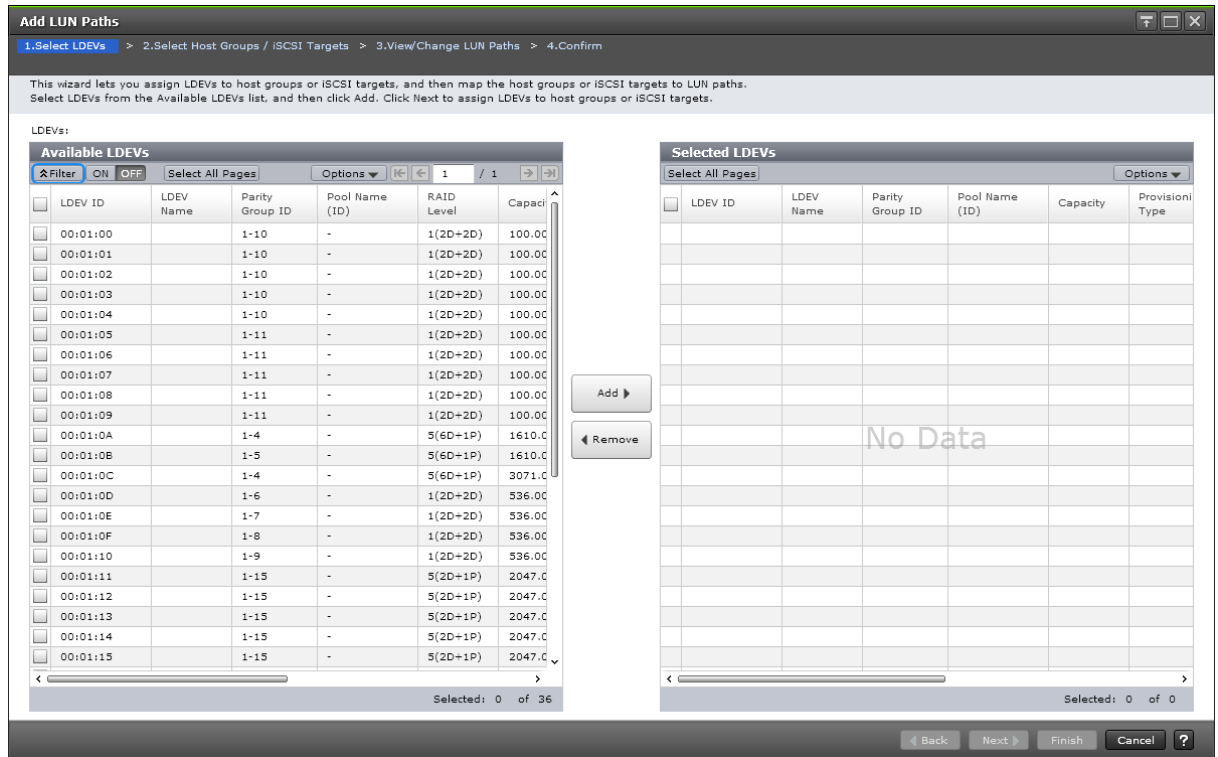 Add LUN Paths
1.Select LDEVs > 2.Select Host Groups / iSCSI Targets > 3.View/Change LUN Paths > 4.Confirm
This wizard lets you assign LDEVs to host groups or iSCSI targets, and then map the host groups or iSCSI targets to LUN paths.
Select LDEVs from the Available LDEVs list, and then click Add. Click Next to assign LDEVs to host groups or iSCSI targets.
LDEVs:
Available LDEVs
Filter ON OFF Select All Pages Options 1 / 1
LDEV ID LDEV Name Parity Group ID Pool Name (ID) RAID Level Capaci
00:01:00 1-10 - 1(2D+2D) 100.00
00:01:01 1-10 - 1(2D+2D) 100.00
00:01:02 1-10 - 1(2D+2D) 100.00
00:01:03 1-10 - 1(2D+2D) 100.00
00:01:04 1-10 - 1(2D+2D) 100.00
00:01:05 1-11 - 1(2D+2D) 100.00
00:01:06 1-11 - 1(2D+2D) 100.00
00:01:07 1-11 - 1(2D+2D) 100.00
00:01:08 1-11 - 1(2D+2D) 100.00
00:01:09 1-11 - 1(2D+2D) 100.00
00:01:0A 1-4 - 5(6D+1P) 1610.0
00:01:0B 1-5 - 5(6D+1P) 1610.0
00:01:0C 1-4 - 5(6D+1P) 3071.0
00:01:0D 1-6 - 1(2D+2D) 536.00
00:01:0E 1-7 - 1(2D+2D) 536.00
00:01:0F 1-8 - 1(2D+2D) 536.00
00:01:10 1-9 - 1(2D+2D) 536.00
00:01:11 1-15 - 5(2D+1P) 2047.0
00:01:12 1-15 - 5(2D+1P) 2047.0
00:01:13 1-15 - 5(2D+1P) 2047.0
00:01:14 1-15 - 5(2D+1P) 2047.0
00:01:15 1-15 - 5(2D+1P) 2047.0
Selected: 0 of 36
Add
Remove
Selected LDEVs
Select All Pages Options
LDEV ID LDEV Name Parity Group ID Pool Name (ID) Capacity Provisioni Type
No Data
Selected: 0 of 0
Back Next Finish Cancel ?